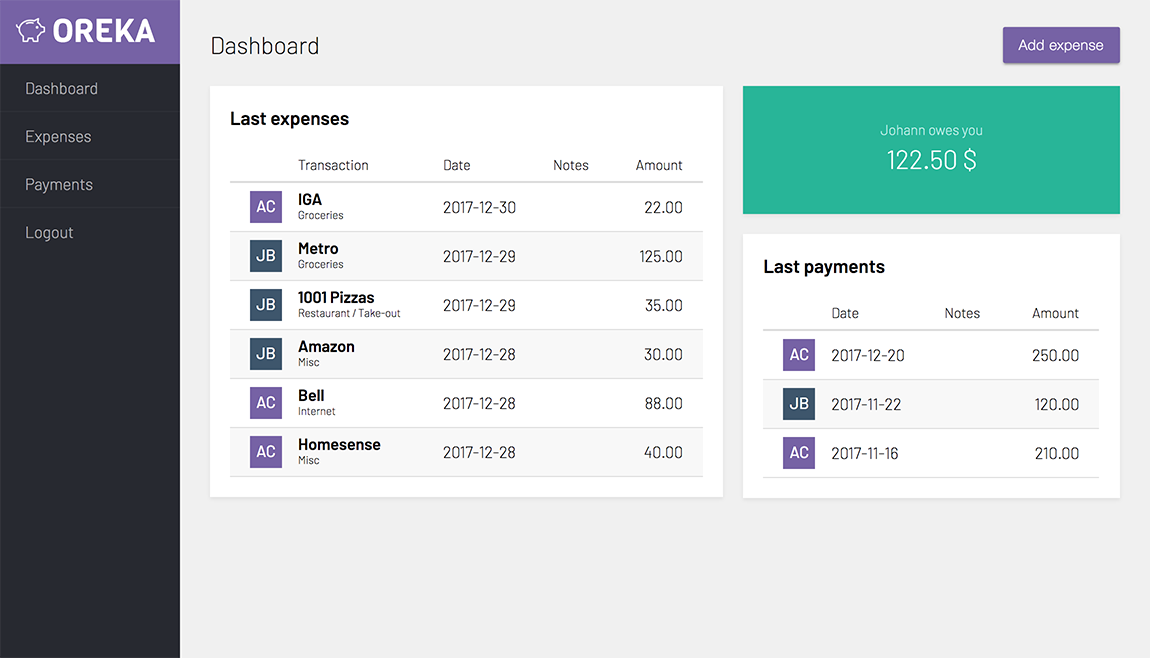 OREKA
Dashboard
Expenses
Payments
Logout
Dashboard
Add expense
Last expenses
Transaction Date Notes Amount
AC IGA 2017-12-30 22.00
Groceries
JB Metro 2017-12-29 125.00
Groceries
JB 1001 Pizzas 2017-12-29 35.00
Restaurant / Take-out
JB Amazon 2017-12-28 30.00
Misc
AC Bell 2017-12-28 88.00
Internet
AC Homesense 2017-12-28 40.00
Misc
Johann owes you
122.50 $
Last payments
Date Notes Amount
AC 2017-12-20 250.00
JB 2017-11-22 120.00
AC 2017-11-16 210.00